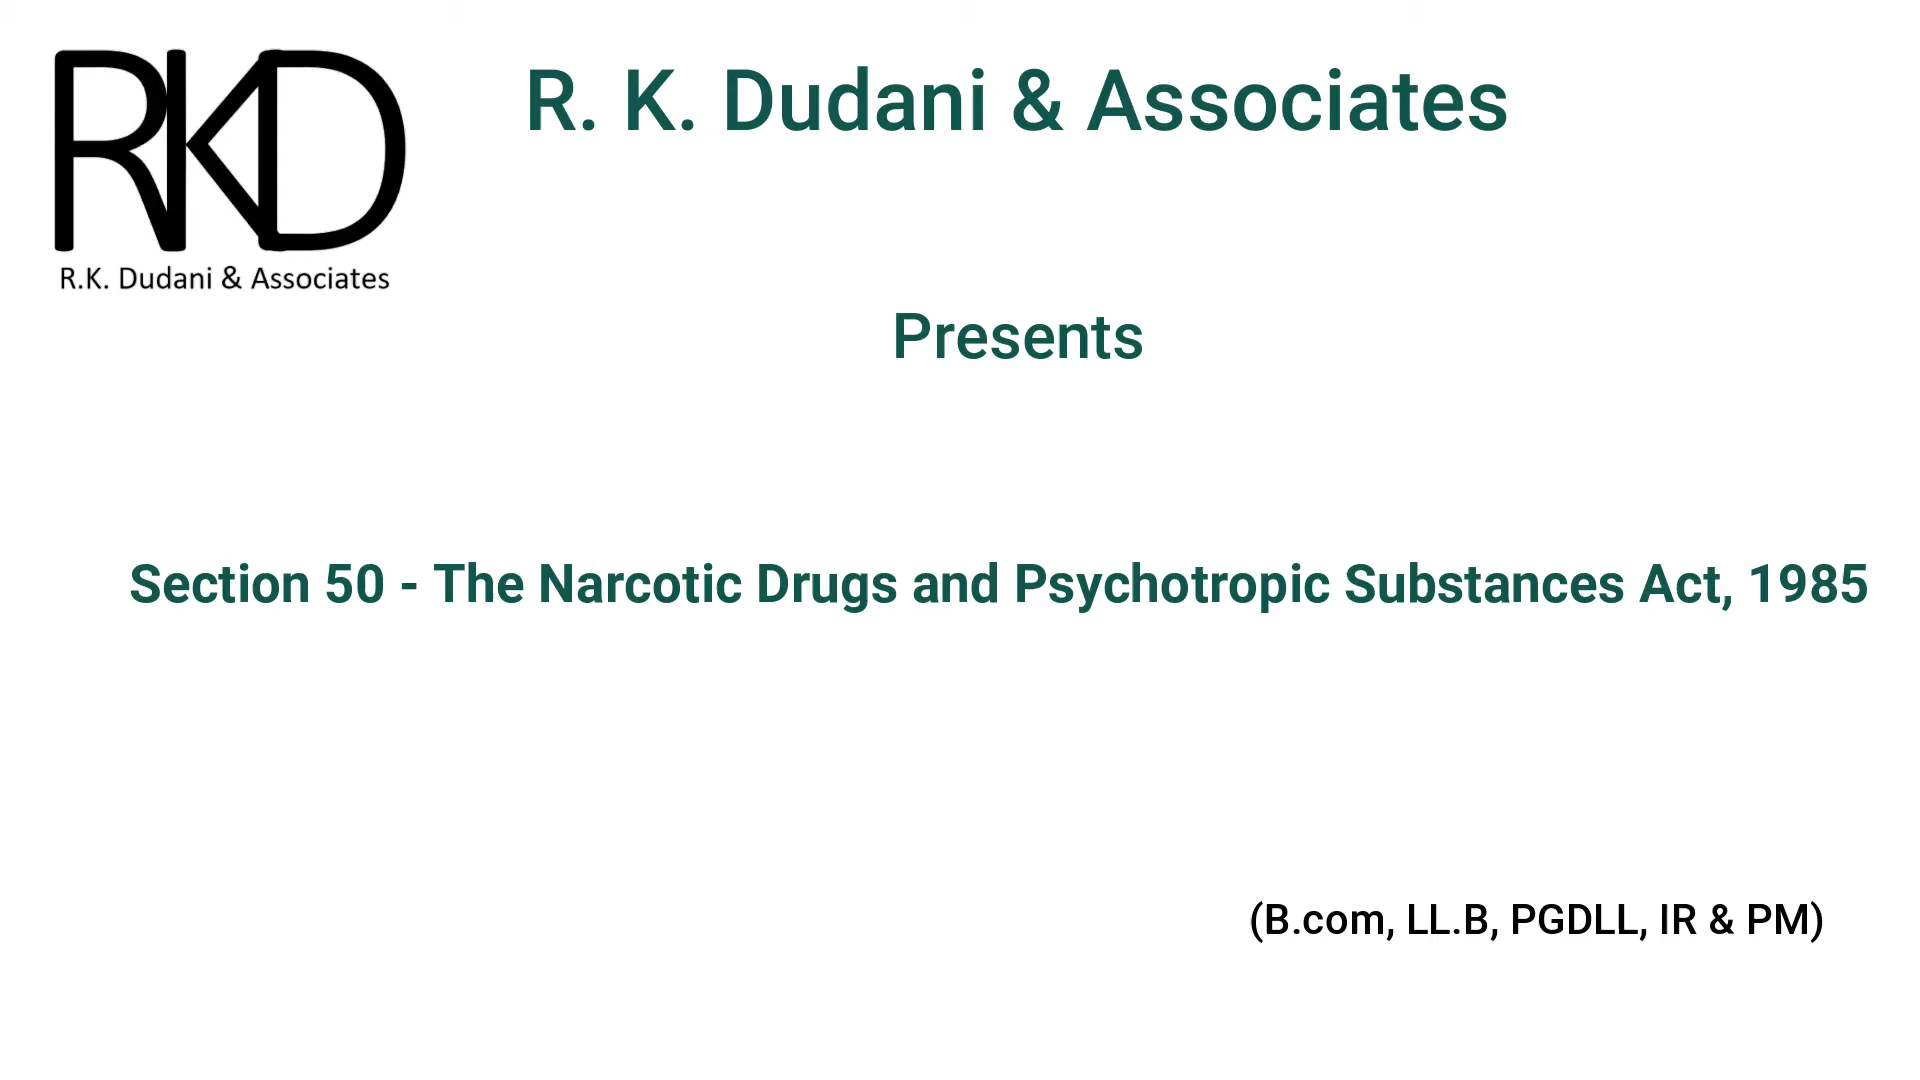 RKD
R.K. Dudani & Associates
R. K. Dudani & Associates
Presents
Section 50 - The Narcotic Drugs and Psychotropic Substances Act, 1985
(B.com, LL.B, PGDLL, IR & PM)